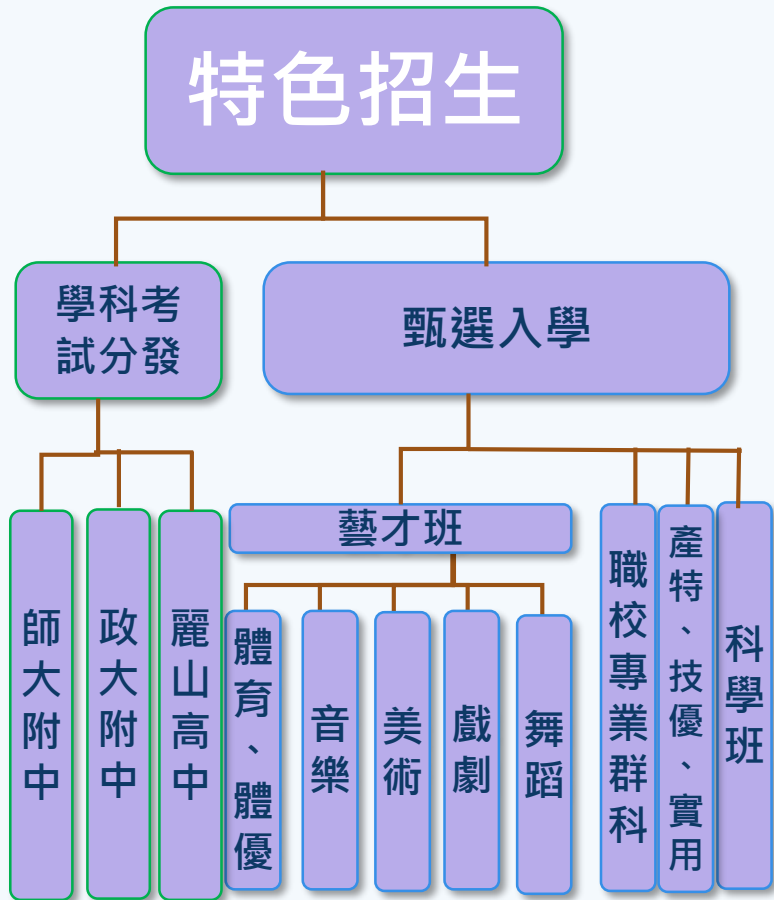 特色招生
學科考
試分發
甄選入學
藝才班
師大附中
政大附中
麗山高中
體育、體優
音樂
美術
戲劇
舞蹈
職校專業群科
產特、技優、實用
科學班